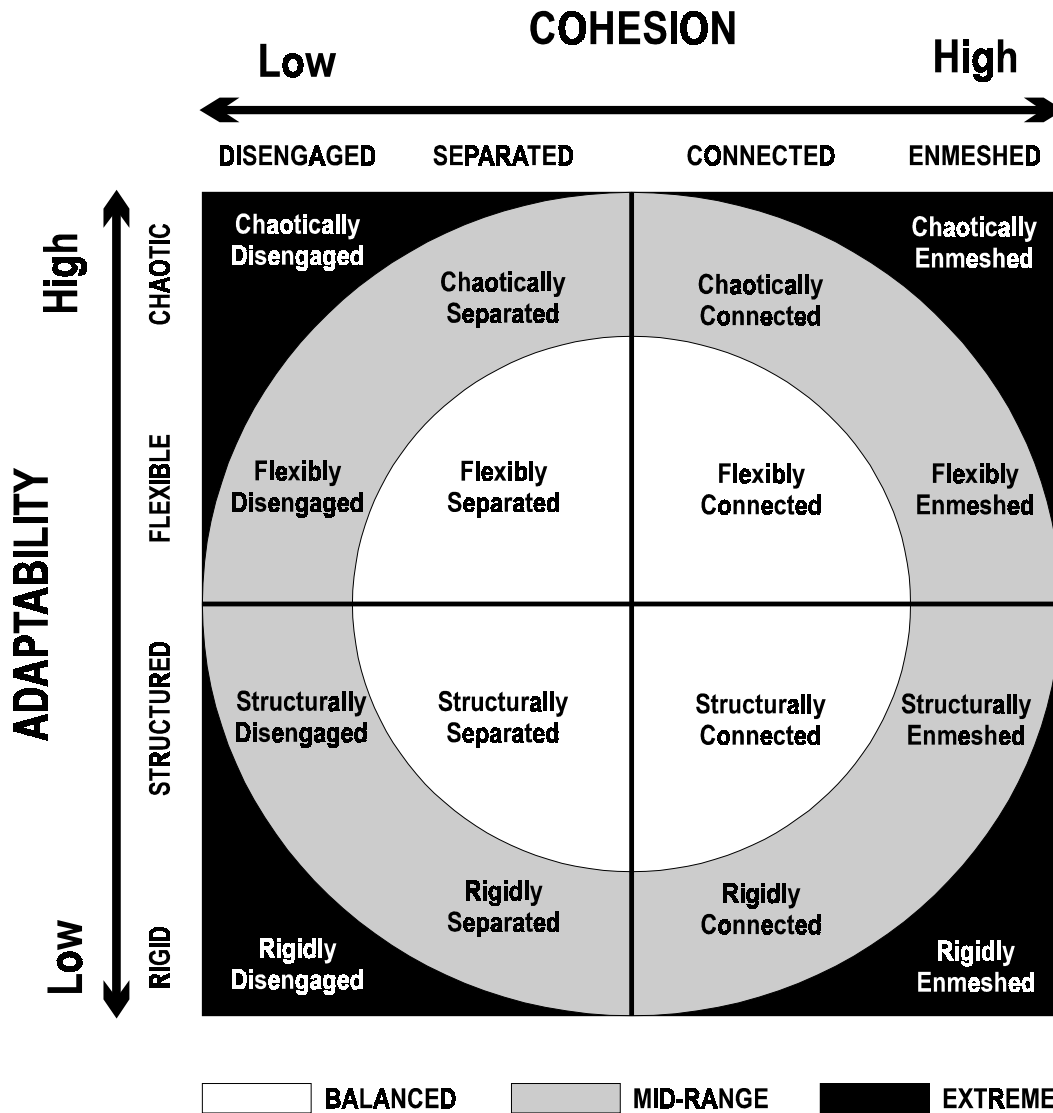 COHESION
Low
High
DISENGAGED
SEPARATED
CONNECTED
ENMESHED
ADAPTABILITY
High
Low
CHAOTIC
FLEXIBLE
STRUCTURED
RIGID
Chaotically
Disengaged
Chaotically
Separated
Chaotically
Connected
Chaotically
Enmeshed
Flexibly
Disengaged
Flexibly
Separated
Flexibly
Connected
Flexibly
Enmeshed
Structurally
Disengaged
Structurally
Separated
Structurally
Connected
Structurally
Enmeshed
Rigidly
Disengaged
Rigidly
Separated
Rigidly
Connected
Rigidly
Enmeshed
BALANCED
MID-RANGE
EXTREME